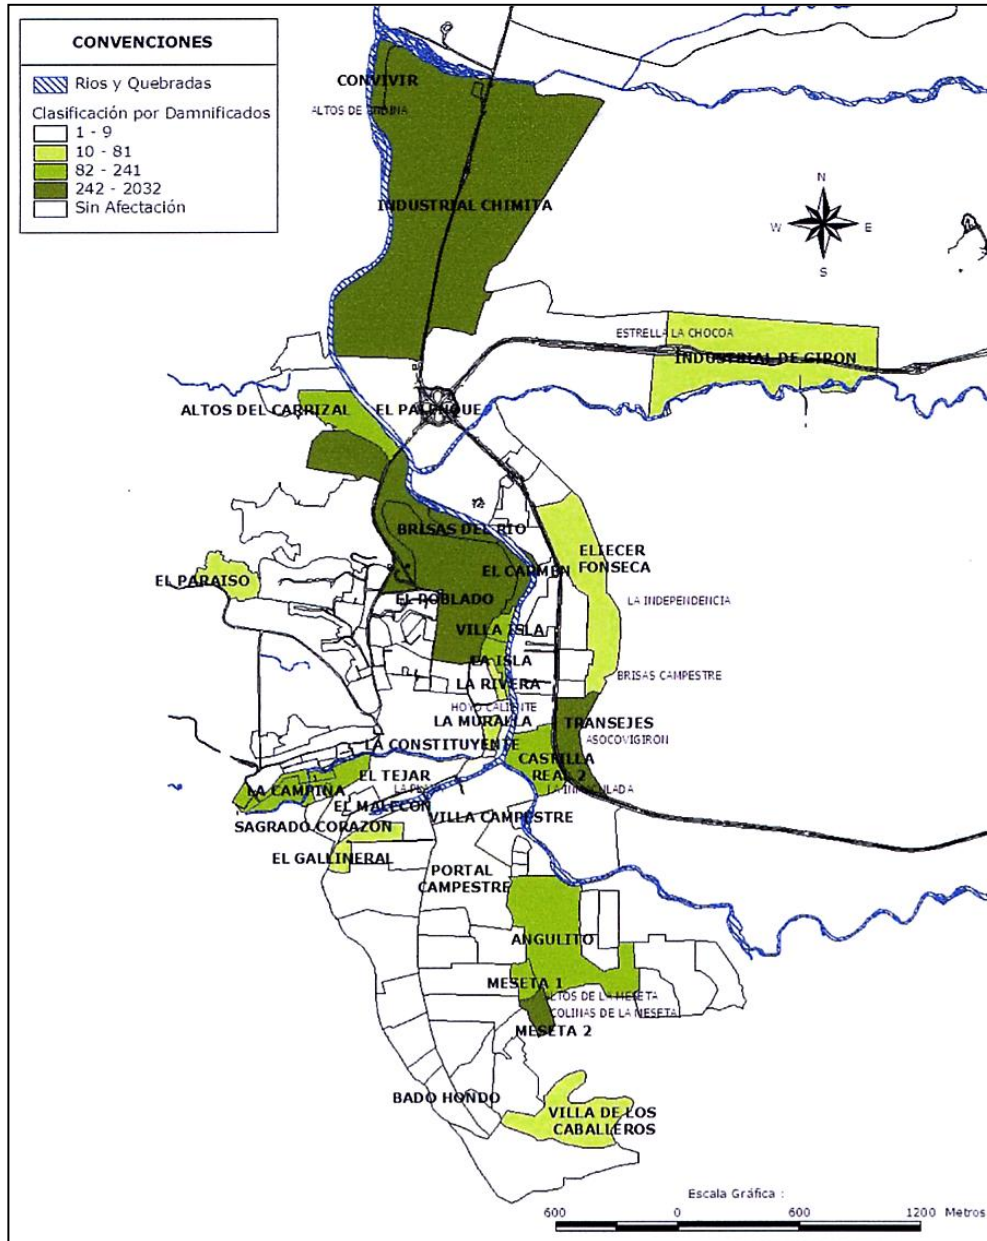 CONVENCIONES
Rios y Quebradas
Clasificación por Damnificados
1 - 9
10 - 81
82 - 241
242 - 2032
Sin Afectación
CONVIVIR
ALTOS DE ANDINA
INDUSTRIAL CHIMITA
N
W
E
S
ESTRELLA LA CHOCOA
INDUSTRIAL DE GIRON
ALTOS DEL CARRIZAL
EL PALENQUE
BRISAS DEL RIO
ELIECER
FONSECA
EL CARMEN
EL PARAISO
EL POBLADO
LA INDEPENDENCIA
VILLA ISLA
LA ISLA
BRISAS CAMPESTRE
LA RIVERA
HOYO CALIENTE
LA MURALLA
TRANSEJES
ASOCOVIGIRON
LA CONSTITUYENTE
CASTILLA
REAL 2
EL TEJAR
LA CAMPIÑA
LA INMACULADA
EL MALECON
VILLA CAMPESTRE
SAGRADO CORAZON
EL GALLINERAL
PORTAL
CAMPESTRE
ANGULITO
MESETA 1
ALTOS DE LA MESETA
COLINAS DE LA MESETA
MESETA 2
BADO HONDO
VILLA DE LOS
CABALLEROS
Escala Gráfica :
600 0 600 1200 Metros